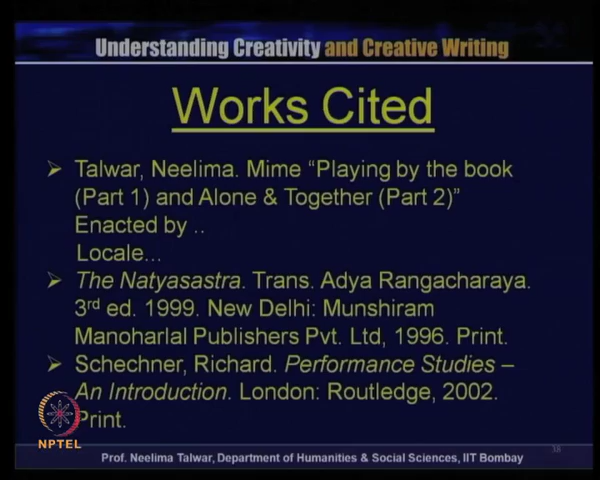 Understanding Creativity and Creative Writing
Works Cited
➢ Talwar, Neelima. Mime “Playing by the book
(Part 1) and Alone & Together (Part 2)”
Enacted by ..
Locale...
➢ The Natyasastra. Trans. Adya Rangacharaya.
3rd ed. 1999. New Delhi: Munshiram
Manoharlal Publishers Pvt. Ltd, 1996. Print.
➢ Schechner, Richard. Performance Studies –
An Introduction. London: Routledge, 2002.
Print.
NPTEL
Prof. Neelima Talwar, Department of Humanities & Social Sciences, IIT Bombay